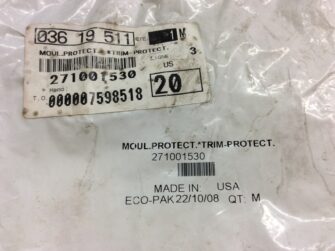 036 19 511 1 M
MOUL.PROTECT.*TRIM-PROTECT.
3
US
271001530
20
T.O. 000007598518
MOUL.PROTECT.*TRIM-PROTECT.
271001530
MADE IN USA
ECO-PAK 22/10/08 QT: M